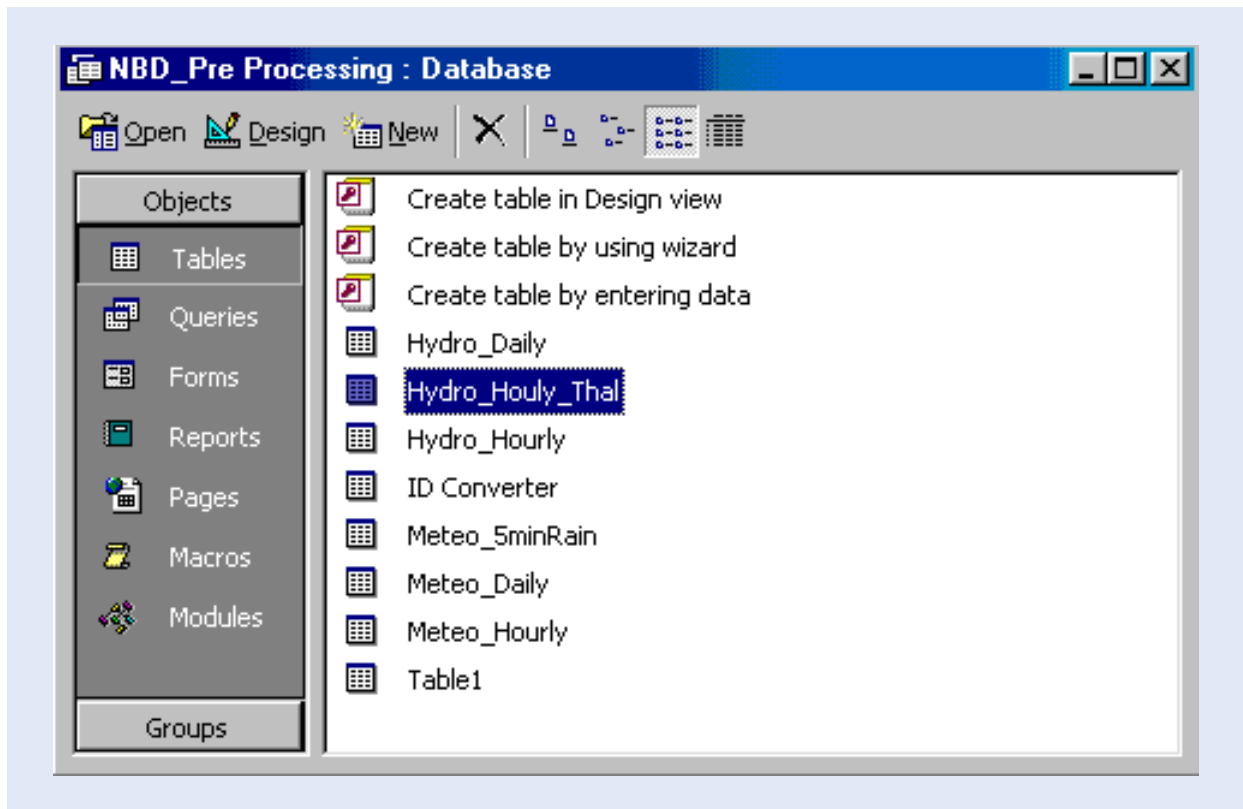 NBD_Pre Processing : Database
Open Design New
Objects
Tables
Queries
Forms
Reports
Pages
Macros
Modules
Groups
Create table in Design view
Create table by using wizard
Create table by entering data
Hydro_Daily
Hydro_Houly_Thal
Hydro_Hourly
ID Converter
Meteo_5minRain
Meteo_Daily
Meteo_Hourly
Table1